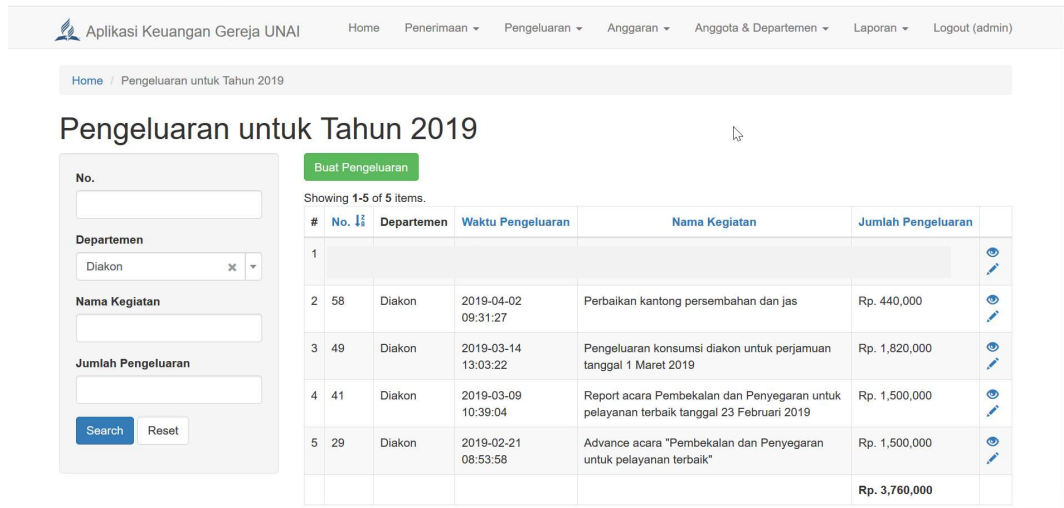 Aplikasi Keuangan Gereja UNAI Home Penerimaan Pengeluaran Anggaran Anggota & Departemen Laporan Logout (admin)
Home / Pengeluaran untuk Tahun 2019
Pengeluaran untuk Tahun 2019
No.
Departemen
Diakon
Nama Kegiatan
Jumlah Pengeluaran
Search Reset
Buat Pengeluaran
Showing 1-5 of 5 items.
# No. Departemen Waktu Pengeluaran Nama Kegiatan Jumlah Pengeluaran
1
2 58 Diakon 2019-04-02 Perbaikan kantong persembahan dan jas Rp. 440,000
09:31:27
3 49 Diakon 2019-03-14 Pengeluaran konsumsi diakon untuk perjamuan Rp. 1,820,000
13:03:22 tanggal 1 Maret 2019
4 41 Diakon 2019-03-09 Report acara Pembekalan dan Penyegaran untuk Rp. 1,500,000
10:39:04 pelayanan terbaik tanggal 23 Februari 2019
5 29 Diakon 2019-02-21 Advance acara "Pembekalan dan Penyegaran Rp. 1,500,000
08:53:58 untuk pelayanan terbaik"
Rp. 3,760,000